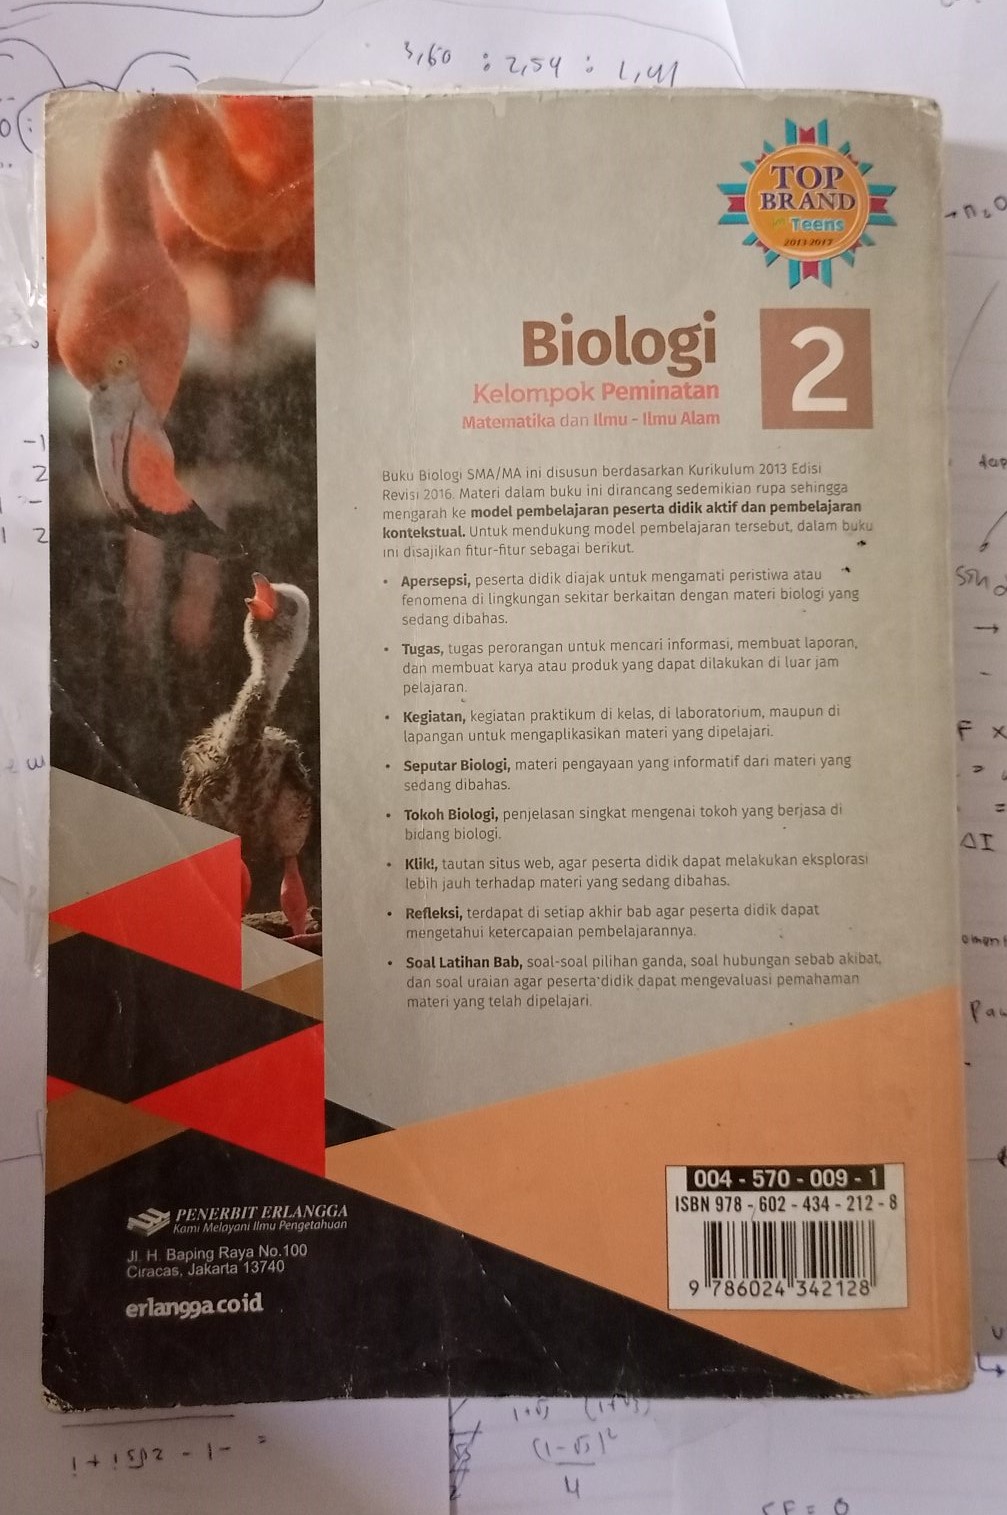 3,60 : 2,54 : 1,41
TOP
BRAND
Teens
Biologi
2
Kelompok Peminatan
Matematika dan Ilmu - Ilmu Alam
Buku Biologi SMA/MA ini disusun berdasarkan Kurikulum 2013 Edisi
Revisi 2016. Materi dalam buku ini dirancang sedemikian rupa sehingga
mengarah ke model pembelajaran peserta didik aktif dan pembelajaran
kontekstual. Untuk mendukung model pembelajaran tersebut, dalam buku
ini disajikan fitur-fitur sebagai berikut.
• Apersepsi, peserta didik diajak untuk mengamati peristiwa atau
fenomena di lingkungan sekitar berkaitan dengan materi biologi yang
sedang dibahas.
• Tugas, tugas perorangan untuk mencari informasi, membuat laporan,
dan membuat karya atau produk yang dapat dilakukan di luar jam
pelajaran.
• Kegiatan, kegiatan praktikum di kelas, di laboratorium, maupun di
lapangan untuk mengaplikasikan materi yang dipelajari.
• Seputar Biologi, materi pengayaan yang informatif dari materi yang
sedang dibahas.
• Tokoh Biologi, penjelasan singkat mengenai tokoh yang berjasa di
bidang biologi.
• Klik!, tautan situs web, agar peserta didik dapat melakukan eksplorasi
lebih jauh terhadap materi yang sedang dibahas.
• Refleksi, terdapat di setiap akhir bab agar peserta didik dapat
mengetahui ketercapaian pembelajarannya.
• Soal Latihan Bab, soal-soal pilihan ganda, soal hubungan sebab akibat,
dan soal uraian agar peserta didik dapat mengevaluasi pemahaman
materi yang telah dipelajari.
004 - 570 - 009 - 1
ISBN 978 - 602 - 434 - 212 - 8
9 786024 342128
PENERBIT ERLANGGA
Kami Melayani Ilmu Pengetahuan
Jl. H. Baping Raya No.100
Ciracas, Jakarta 13740
erlangga.co.id
(1-√3)²
4